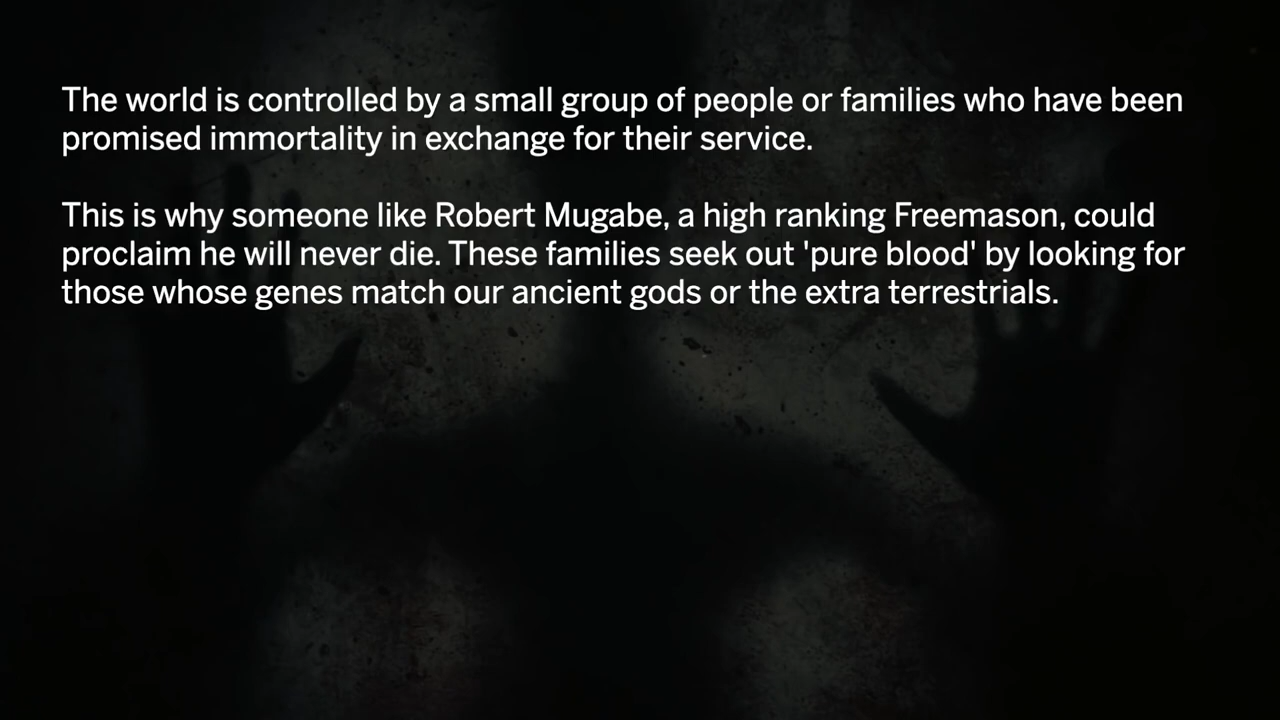 The world is controlled by a small group of people or families who have been
promised immortality in exchange for their service.
This is why someone like Robert Mugabe, a high ranking Freemason, could
proclaim he will never die. These families seek out 'pure blood' by looking for
those whose genes match our ancient gods or the extra terrestrials.